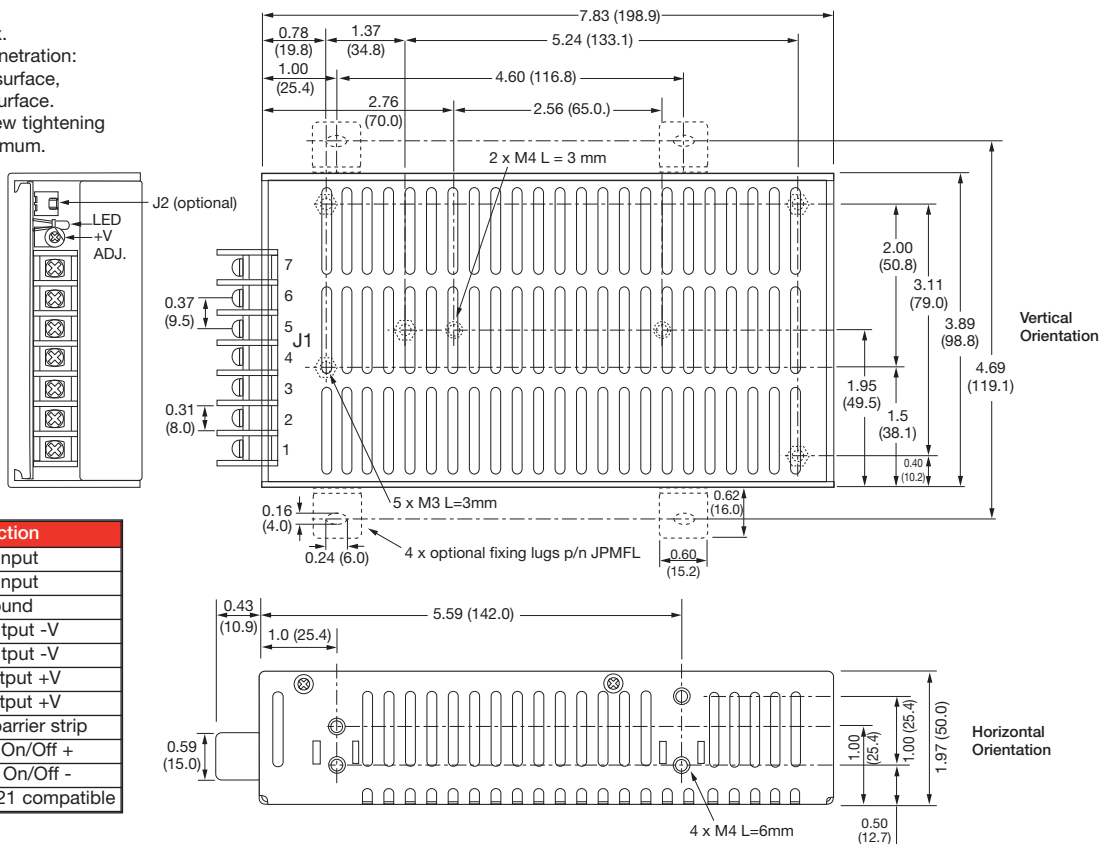 netration:
surface,
urface.
ew tightening
mum.
7.83 (198.9)
0.78
(19.8)
1.37
(34.8)
5.24 (133.1)
1.00
(25.4)
4.60 (116.8)
2.76
(70.0)
2.56 (65.0.)
2 x M4 L = 3 mm
J2 (optional)
LED
+V
ADJ.
7
6
5
4
3
2
1
J1
0.37
(9.5)
0.31
(8.0)
2.00
(50.8)
3.11
(79.0)
3.89
(98.8)
4.69
(119.1)
1.95
(49.5)
1.5
(38.1)
0.40
(10.2)
Vertical
Orientation
5 x M3 L=3mm
0.16
(4.0)
0.24 (6.0)
4 x optional fixing lugs p/n JPMFL
0.62
(16.0)
0.60
(15.2)
ction
nput
nput
ound
tput -V
tput -V
tput +V
tput +V
parrier strip
On/Off +
On/Off -
21 compatible
0.43
(10.9)
5.59 (142.0)
1.0 (25.4)
0.59
(15.0)
1.00
(25.4)
1.00 (25.4)
1.97 (50.0)
0.50
(12.7)
Horizontal
Orientation
4 x M4 L=6mm